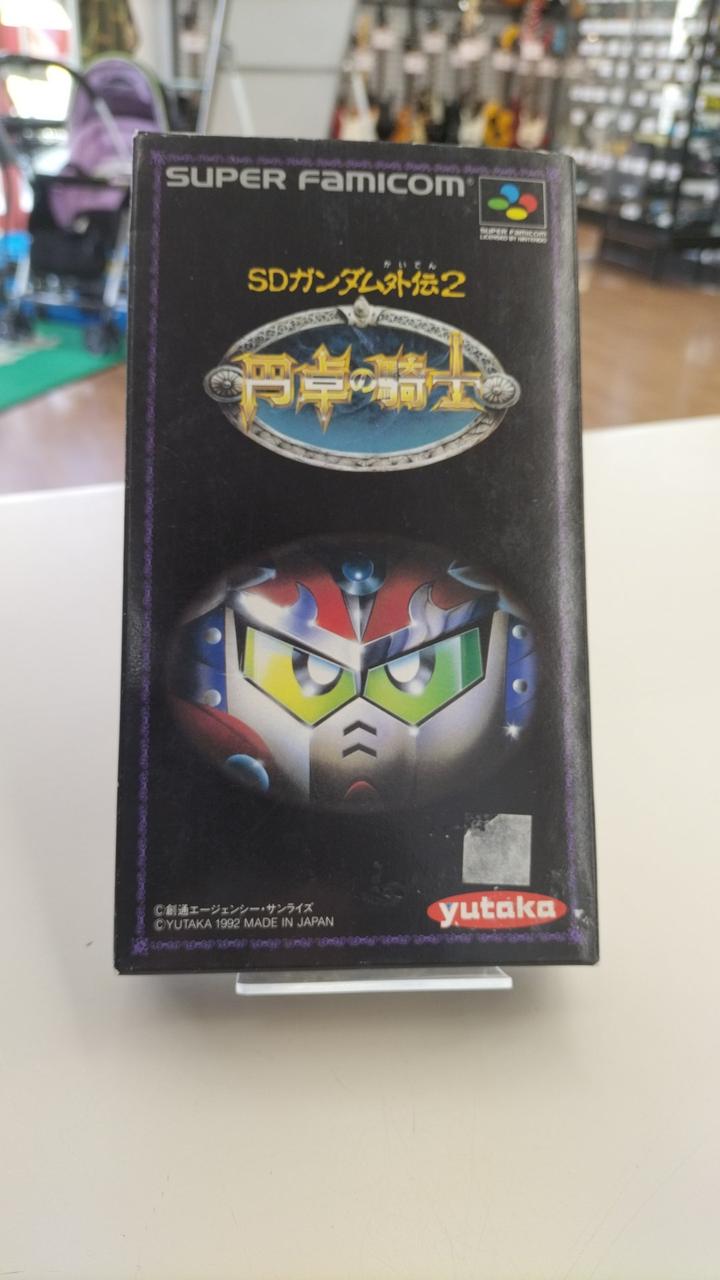 SUPER FAMICOM®
SUPER FAMICOM
LICENSED BY NINTENDO
かいでん
SDガンダム外伝2
円卓の騎士
©創通エージェンシー・サンライズ
©YUTAKA 1992 MADE IN JAPAN
yutaka